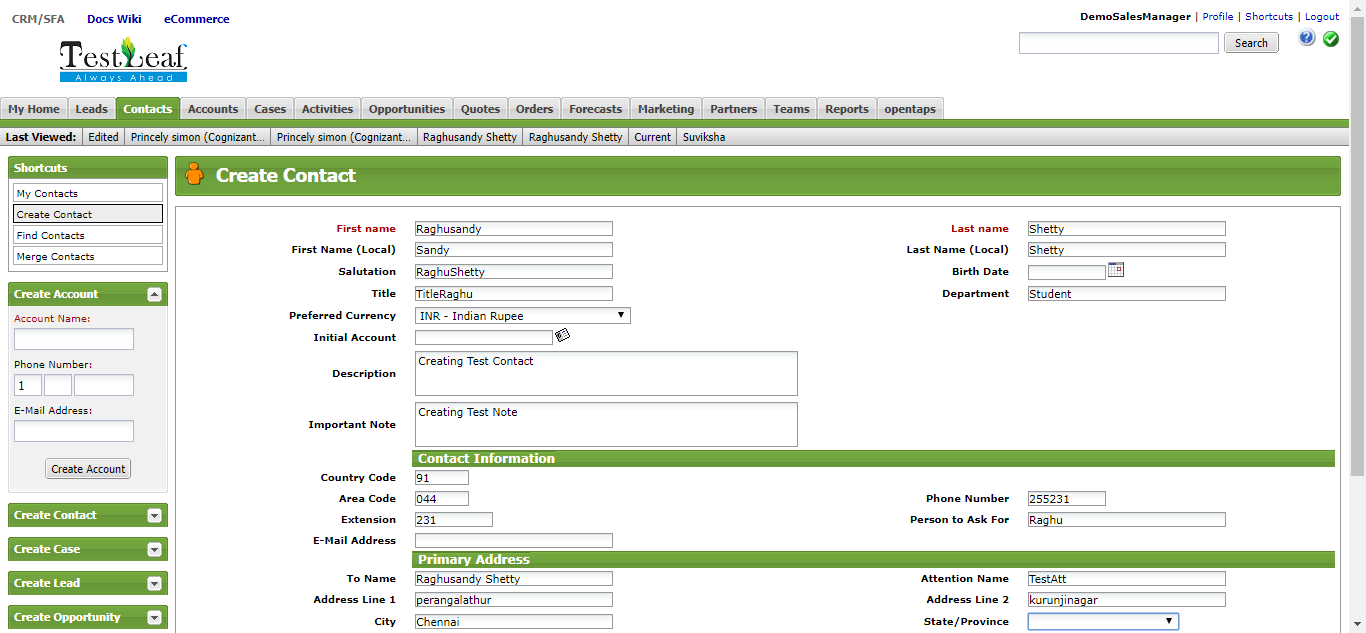 CRM/SFA Docs Wiki eCommerce
DemoSalesManager | Profile | Shortcuts | Logout
TestLeaf
Always Ahead
Search
My Home Leads Contacts Accounts Cases Activities Opportunities Quotes Orders Forecasts Marketing Partners Teams Reports opentaps
Last Viewed: Edited Princely simon (Cognizant... Princely simon (Cognizant... Raghusandy Shetty Raghusandy Shetty Current Suviksha
Shortcuts
My Contacts
Create Contact
Find Contacts
Merge Contacts
Create Account
Account Name:
Phone Number:
1
E-Mail Address:
Create Account
Create Contact
Create Case
Create Lead
Create Opportunity
Create Contact
First name Raghusandy Last name Shetty
First Name (Local) Sandy Last Name (Local) Shetty
Salutation RaghuShetty Birth Date
Title TitleRaghu Department Student
Preferred Currency INR - Indian Rupee
Initial Account
Description Creating Test Contact
Important Note Creating Test Note
Contact Information
Country Code 91
Area Code 044 Phone Number 255231
Extension 231 Person to Ask For Raghu
E-Mail Address
Primary Address
To Name Raghusandy Shetty Attention Name TestAtt
Address Line 1 perangalathur Address Line 2 kurunjinagar
City Chennai State/Province